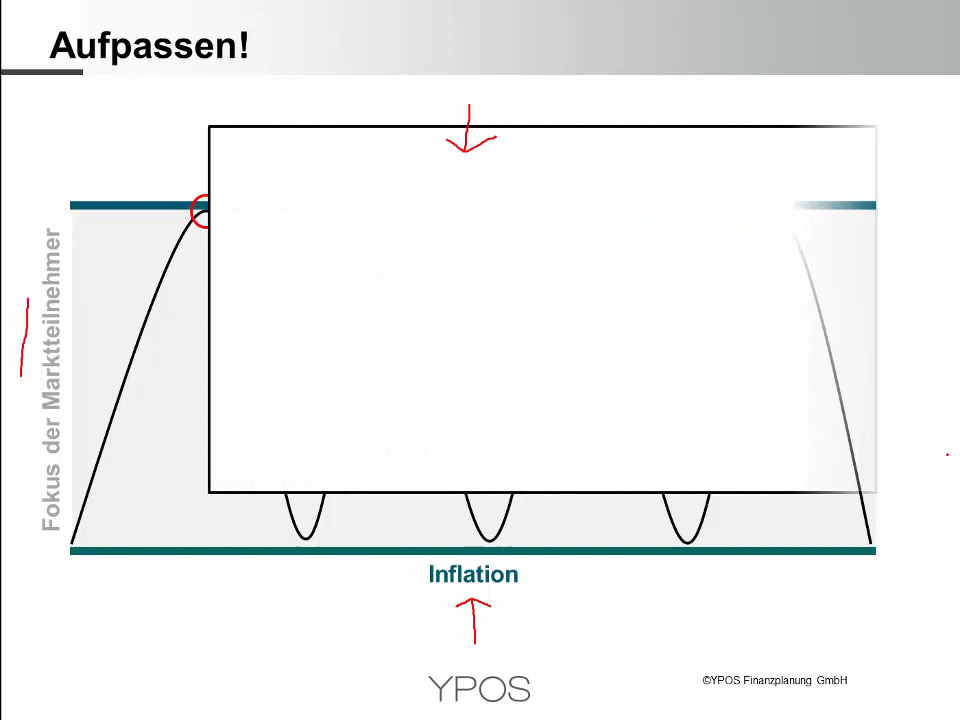 Aufpassen!
Fokus der Marktteilnehmer
Inflation
YPOS
©YPOS Finanzplanung GmbH